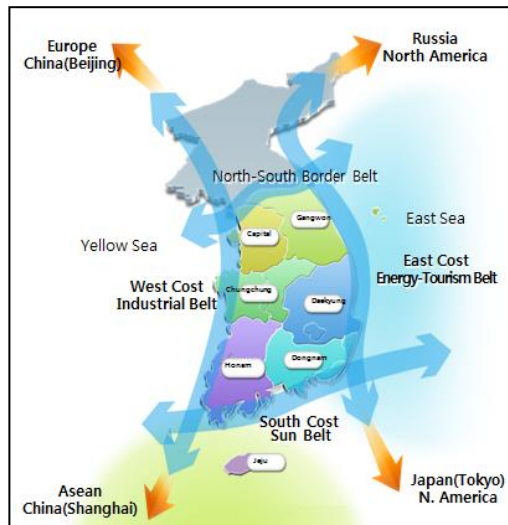 Europe
China(Beijing)
Russia
North America
North-South Border Belt
Capital
Gangwon
East Sea
Yellow Sea
East Cost
Energy-Tourism Belt
West Cost
Industrial Belt
Chungchung
Daekyung
Honam
Dongnam
South Cost
Sun Belt
Jeju
Asean
China(Shanghai)
Japan(Tokyo)
N. America